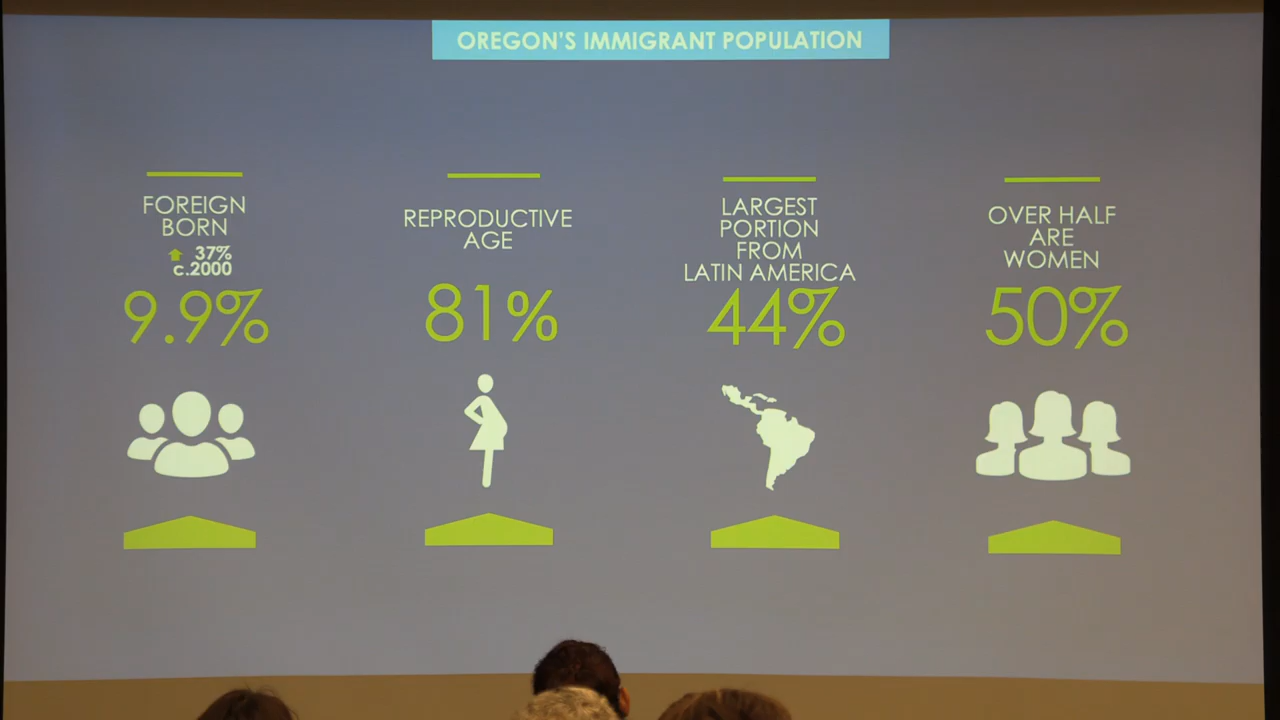 OREGON'S IMMIGRANT POPULATION
FOREIGN
BORN
37%
c.2000
9.9%
REPRODUCTIVE
AGE
81%
LARGEST
PORTION
FROM
LATIN AMERICA
44%
OVER HALF
ARE
WOMEN
50%